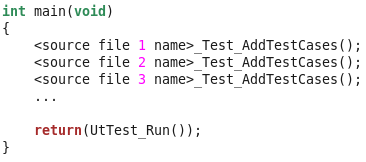 int main(void)
{
    <source file 1 name>_Test_AddTestCases();
    <source file 2 name>_Test_AddTestCases();
    <source file 3 name>_Test_AddTestCases();
    ...

    return(UtTest_Run());
}